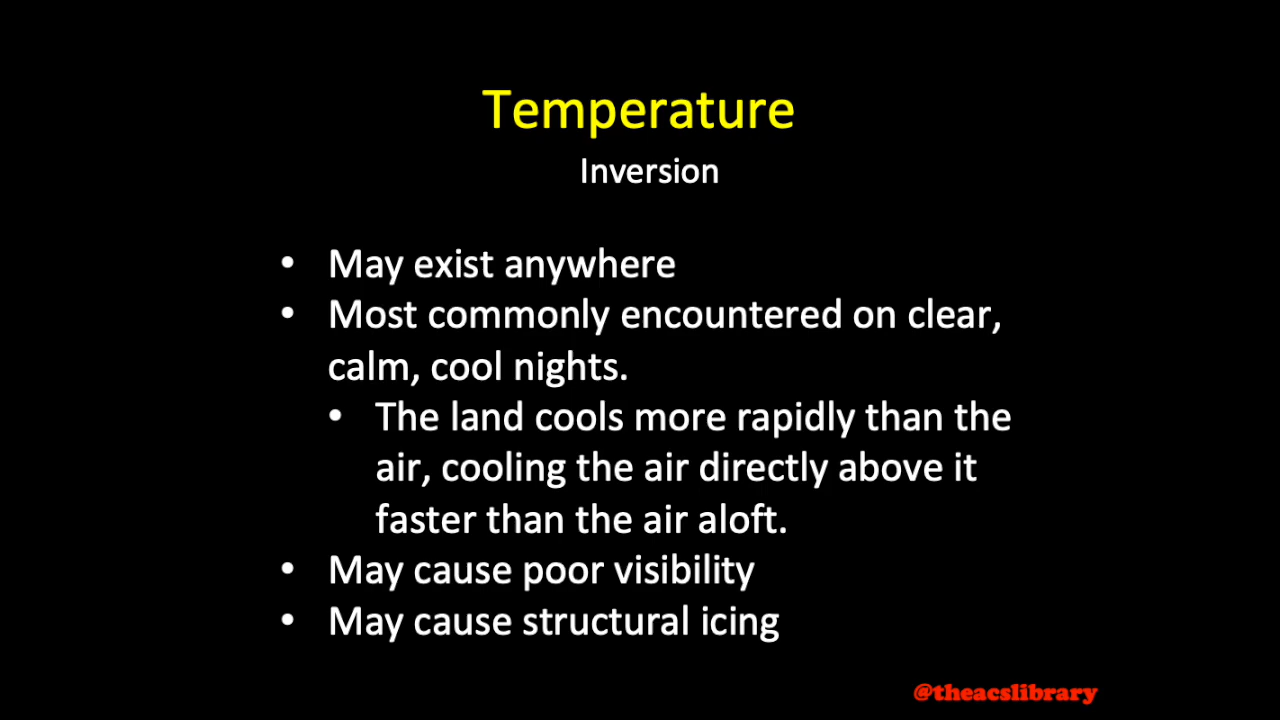 Temperature
Inversion
• May exist anywhere
• Most commonly encountered on clear,
calm, cool nights.
• The land cools more rapidly than the
air, cooling the air directly above it
faster than the air aloft.
• May cause poor visibility
• May cause structural icing
@theacslibrary